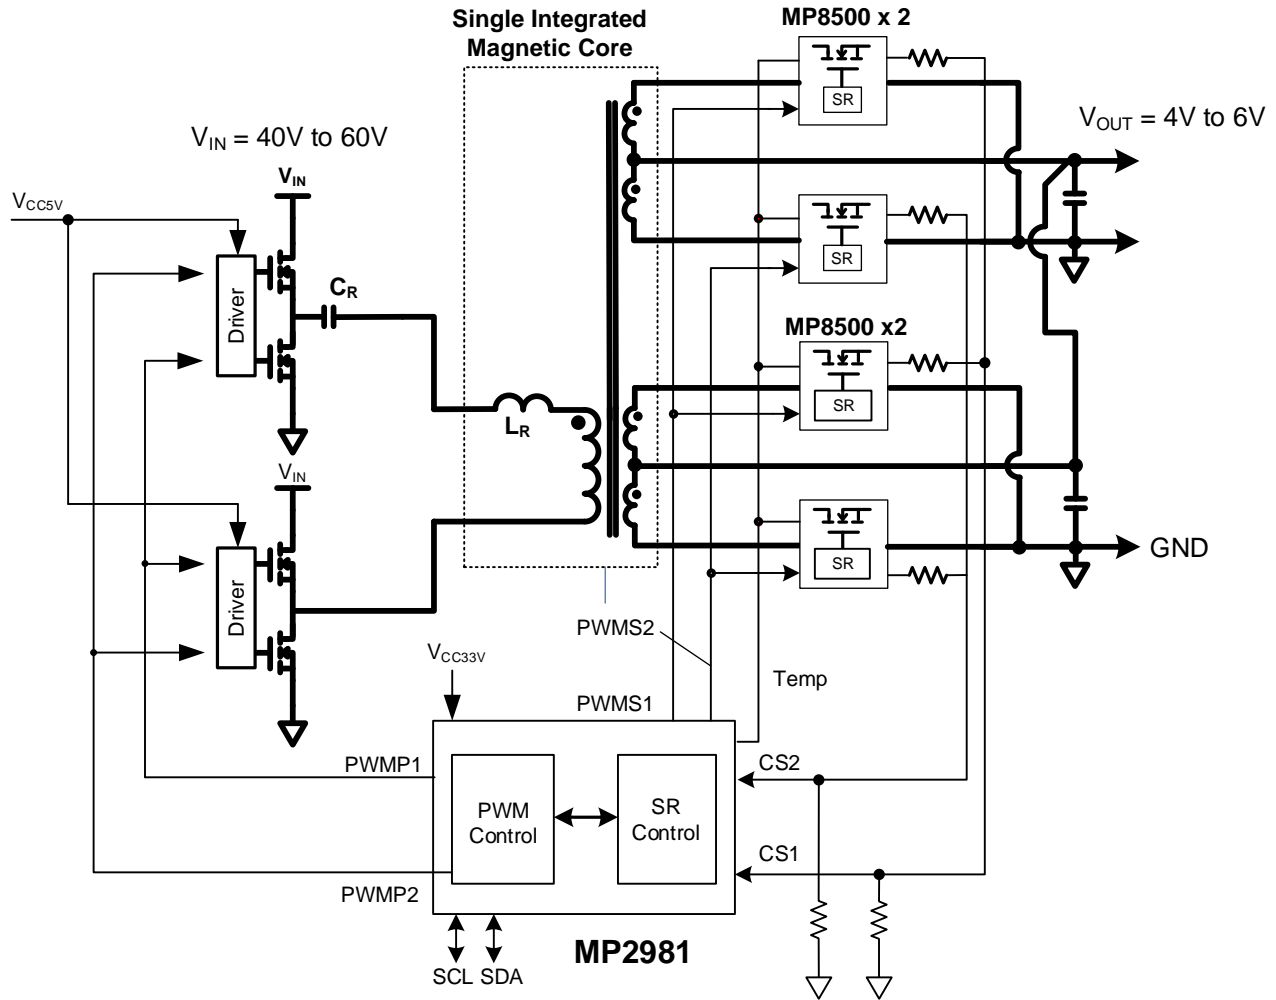 Single Integrated
Magnetic Core
MP8500 x 2
SR
VIN = 40V to 60V
VOUT = 4V to 6V
VIN
VCC5V
SR
Driver
CR
MP8500 x2
SR
LR
VIN
SR
GND
Driver
PWMS2
VCC33V
Temp
PWMS1
PWMP1
CS2
PWM
Control
SR
Control
CS1
PWMP2
MP2981
SCL SDA